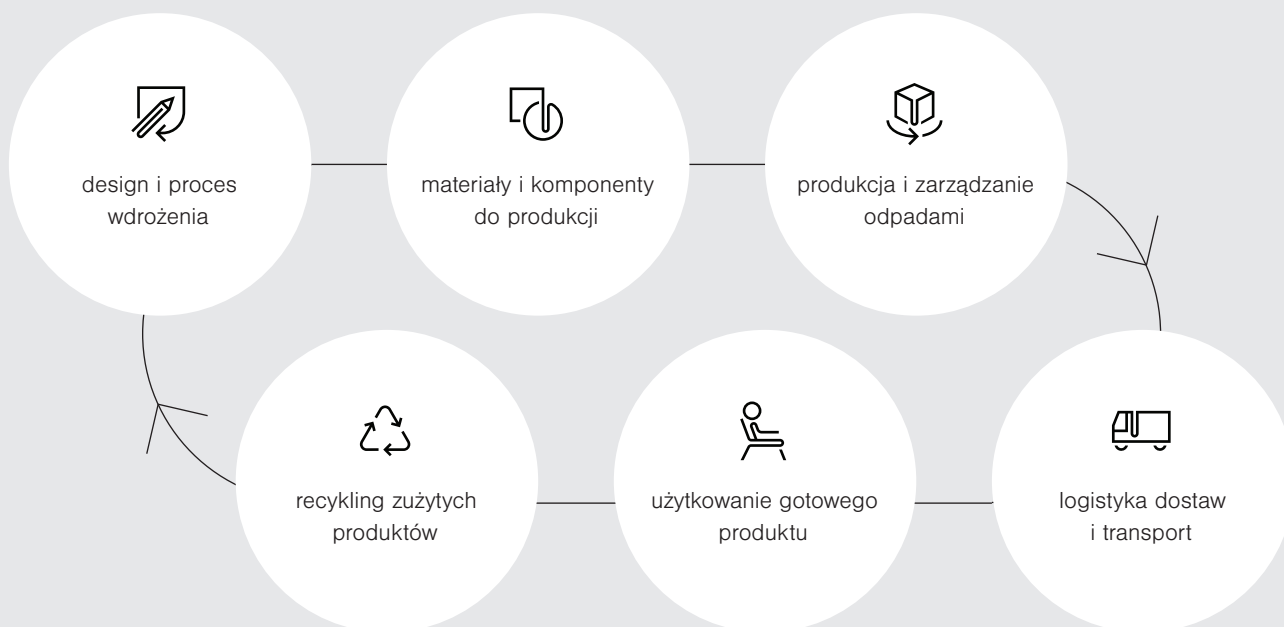 design i proces
wdrożenia
materiały i komponenty
do produkcji
produkcja i zarządzanie
odpadami
recykling zużytych
produktów
użytkowanie gotowego
produktu
logistyka dostaw
i transport